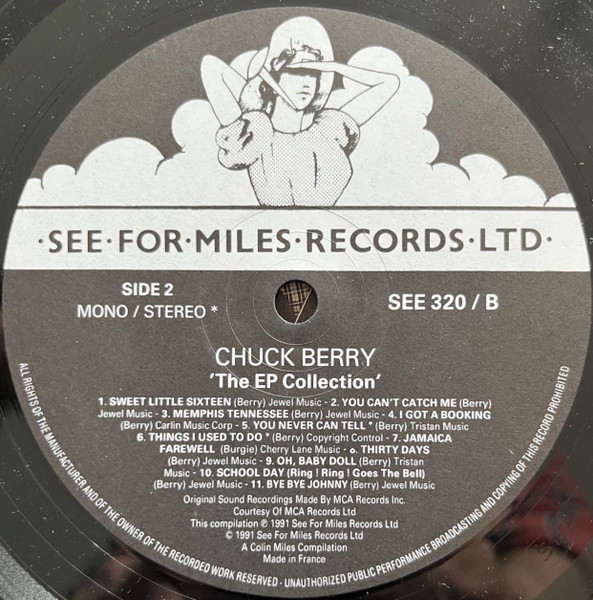 ·SEE·FOR·MILES·RECORDS·LTD·
SIDE 2
MONO / STEREO *
SEE 320 / B
CHUCK BERRY
'The EP Collection'
1. SWEET LITTLE SIXTEEN (Berry) Jewel Music - 2. YOU CAN'T CATCH ME (Berry)
Jewel Music - 3. MEMPHIS TENNESSEE (Berry) Jewel Music - 4. I GOT A BOOKING
(Berry) Carlin Music Corp - 5. YOU NEVER CAN TELL * (Berry) Tristan Music
6. THINGS I USED TO DO * (Berry) Copyright Control - 7. JAMAICA
FAREWELL (Burgie) Cherry Lane Music - o. THIRTY DAYS
(Berry) Jewel Music - 9. OH, BABY DOLL (Berry) Tristan
Music - 10. SCHOOL DAY (Ring ! Ring ! Goes The Bell)
(Berry) Jewel Music - 11. BYE BYE JOHNNY (Berry) Jewel Music
Original Sound Recordings Made By MCA Records Inc.
Courtesy Of MCA Records Ltd
This compilation ℗ 1991 See For Miles Records Ltd
© 1991 See For Miles Records Ltd
A Colin Miles Compilation
Made in France
ALL RIGHTS OF THE MANUFACTURER AND OF THE OWNER OF THE RECORDED WORK RESERVED - UNAUTHORIZED PUBLIC PERFORMANCE BROADCASTING AND COPYING OF THIS RECORD PROHIBITED